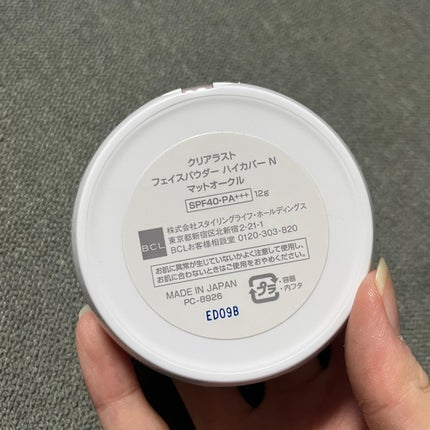 クリアラスト
フェイスパウダー ハイカバー N
マットオークル
SPF40・PA+++ 12g
BCL
株式会社スタイリングライフ・ホールディングス
東京都新宿区北新宿2-21-1
BCLお客様相談室 0120-303-820
お肌に異常が生じていないかよく注意して使用し、
お肌に合わないときはご使用をおやめください。
MADE IN JAPAN
PC-8926
プラ
:容器
・内フタ
ED09B